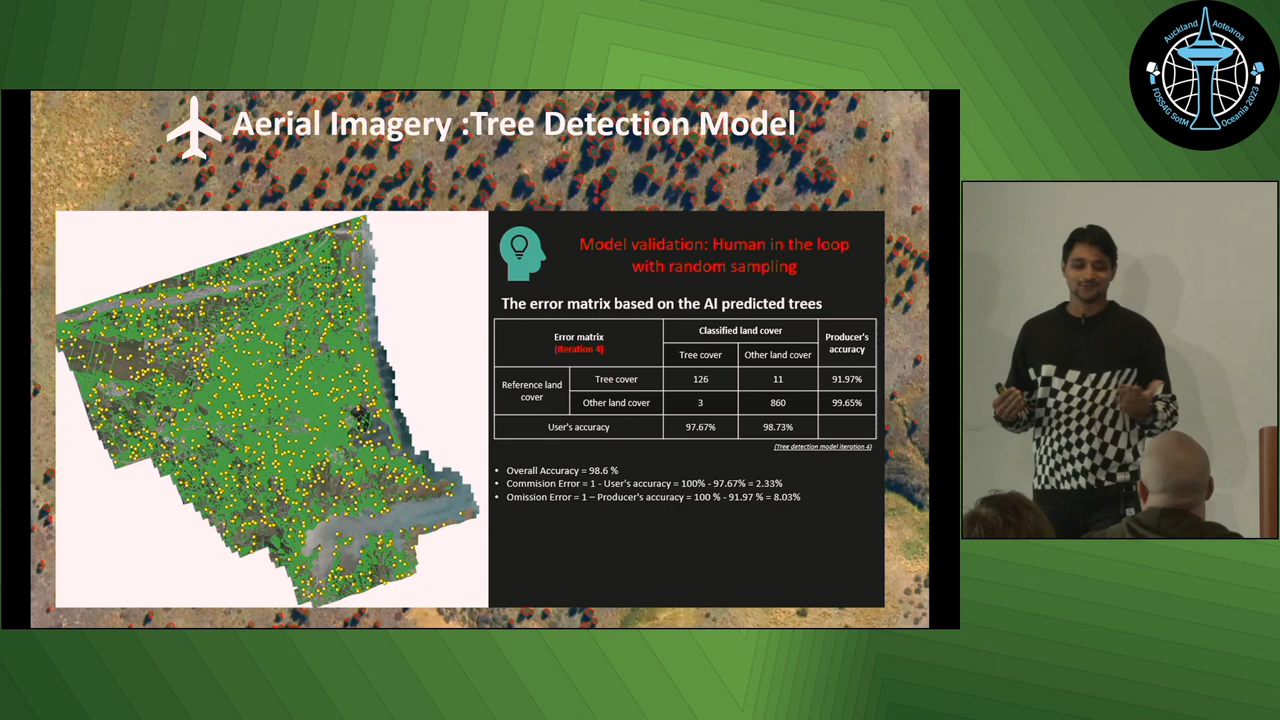 Aerial Imagery :Tree Detection Model
Model validation: Human in the loop
with random sampling
The error matrix based on the AI predicted trees
Error matrix
(Iteration 4)
Classified land cover
Producer's
accuracy
Tree cover
Other land cover
Reference land
cover
Tree cover
126
11
91.97%
Other land cover
3
860
99.65%
User's accuracy
97.67%
98.73%
(Tree detection model iteration 4)
• Overall Accuracy = 98.6 %
• Commision Error = 1 - User's accuracy = 100% - 97.67% = 2.33%
• Omission Error = 1 – Producer's accuracy = 100 % - 91.97 % = 8.03%
Auckland Aotearoa
FOSS4G SotM Oceania 2023